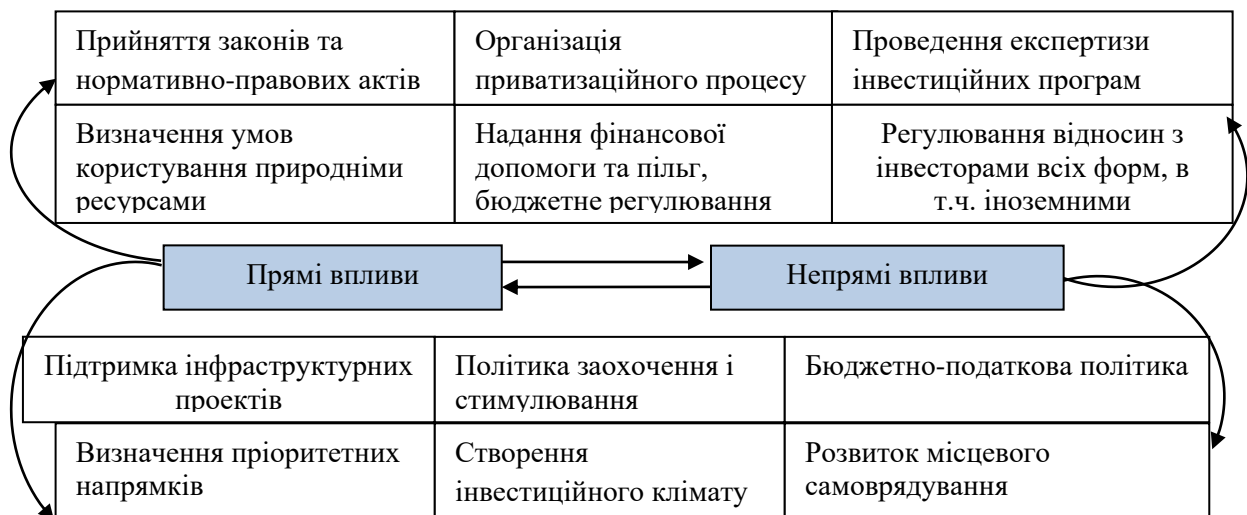 Прийняття законів та
нормативно-правових актів
Організація
приватизаційного процесу
Проведення експертизи
інвестиційних програм
Визначення умов
користування природніми
ресурсами
Надання фінансової
допомоги та пільг,
бюджетне регулювання
Регулювання відносин з
інвесторами всіх форм, в
т.ч. іноземними
Прямі впливи
Непрямі впливи
Підтримка інфраструктурних
проектів
Політика заохочення і
стимулювання
Бюджетно-податкова політика
Визначення пріоритетних
напрямків
Створення
інвестиційного клімату
Розвиток місцевого
самоврядування